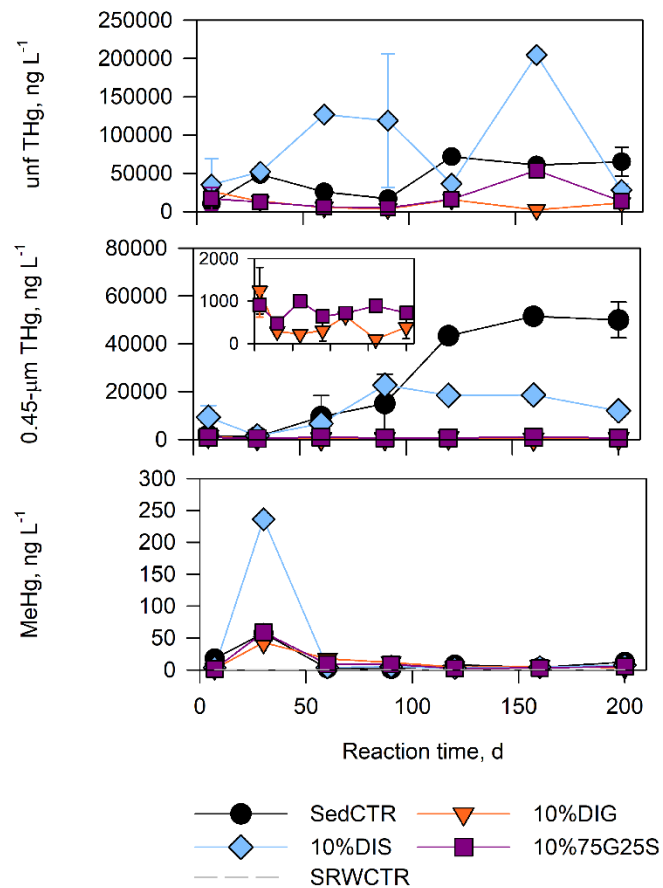 250000
200000
150000
100000
50000
0
unf THg, ng L⁻¹
80000
60000
40000
20000
0
0.45-μm THg, ng L⁻¹
2000
1000
0
300
250
200
150
100
50
0
MeHg, ng L⁻¹
0 50 100 150 200
Reaction time, d
SedCTR 10%DIG
10%DIS 10%75G25S
SRWCTR